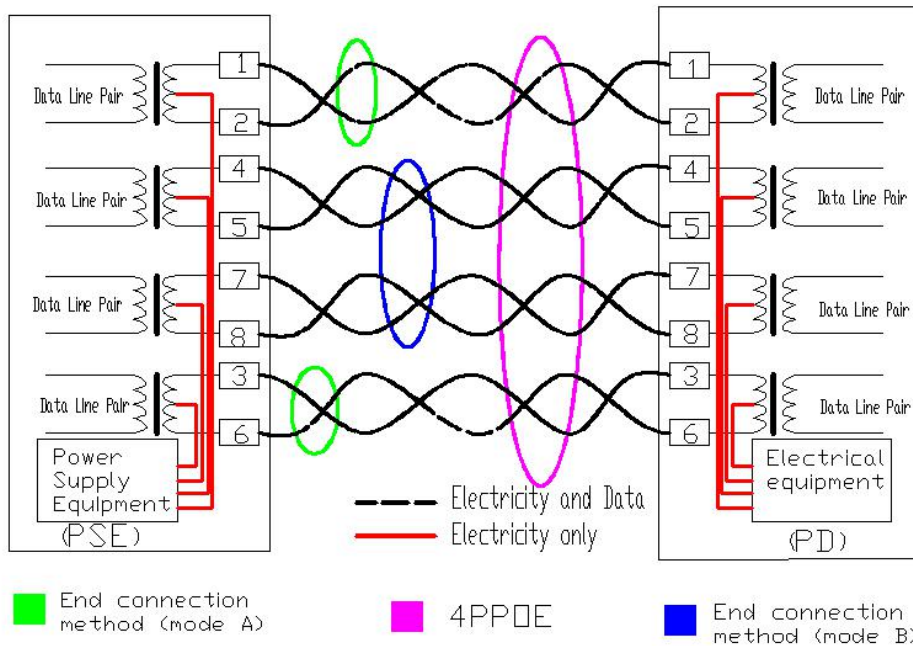 1
1
Data Line Pair
Data Line Pair
2
2
4
4
Data Line Pair
Data Line Pair
5
5
7
7
Data Line Pair
Data Line Pair
8
8
3
3
Data Line Pair
Data Line Pair
6
6
Power
Supply
Equipment
(PSE)
Electrical
equipment
(PD)
Electricity and Data
Electricity only
End connection
method (mode A)
4PPOE
End connection
method (mode B)